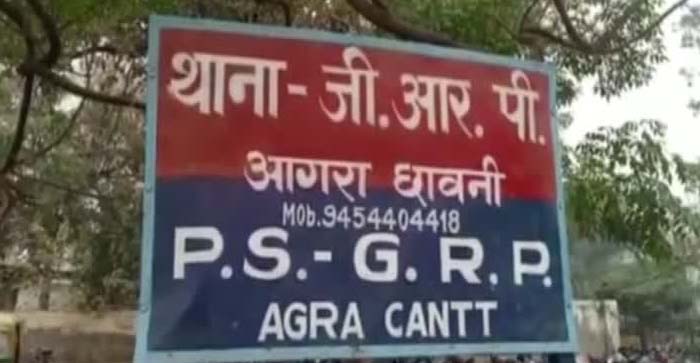 थाना - जी. आर. पी.
आगरा छावनी
MOb.9454404418
P.S.- G. R. P.
AGRA CANTT